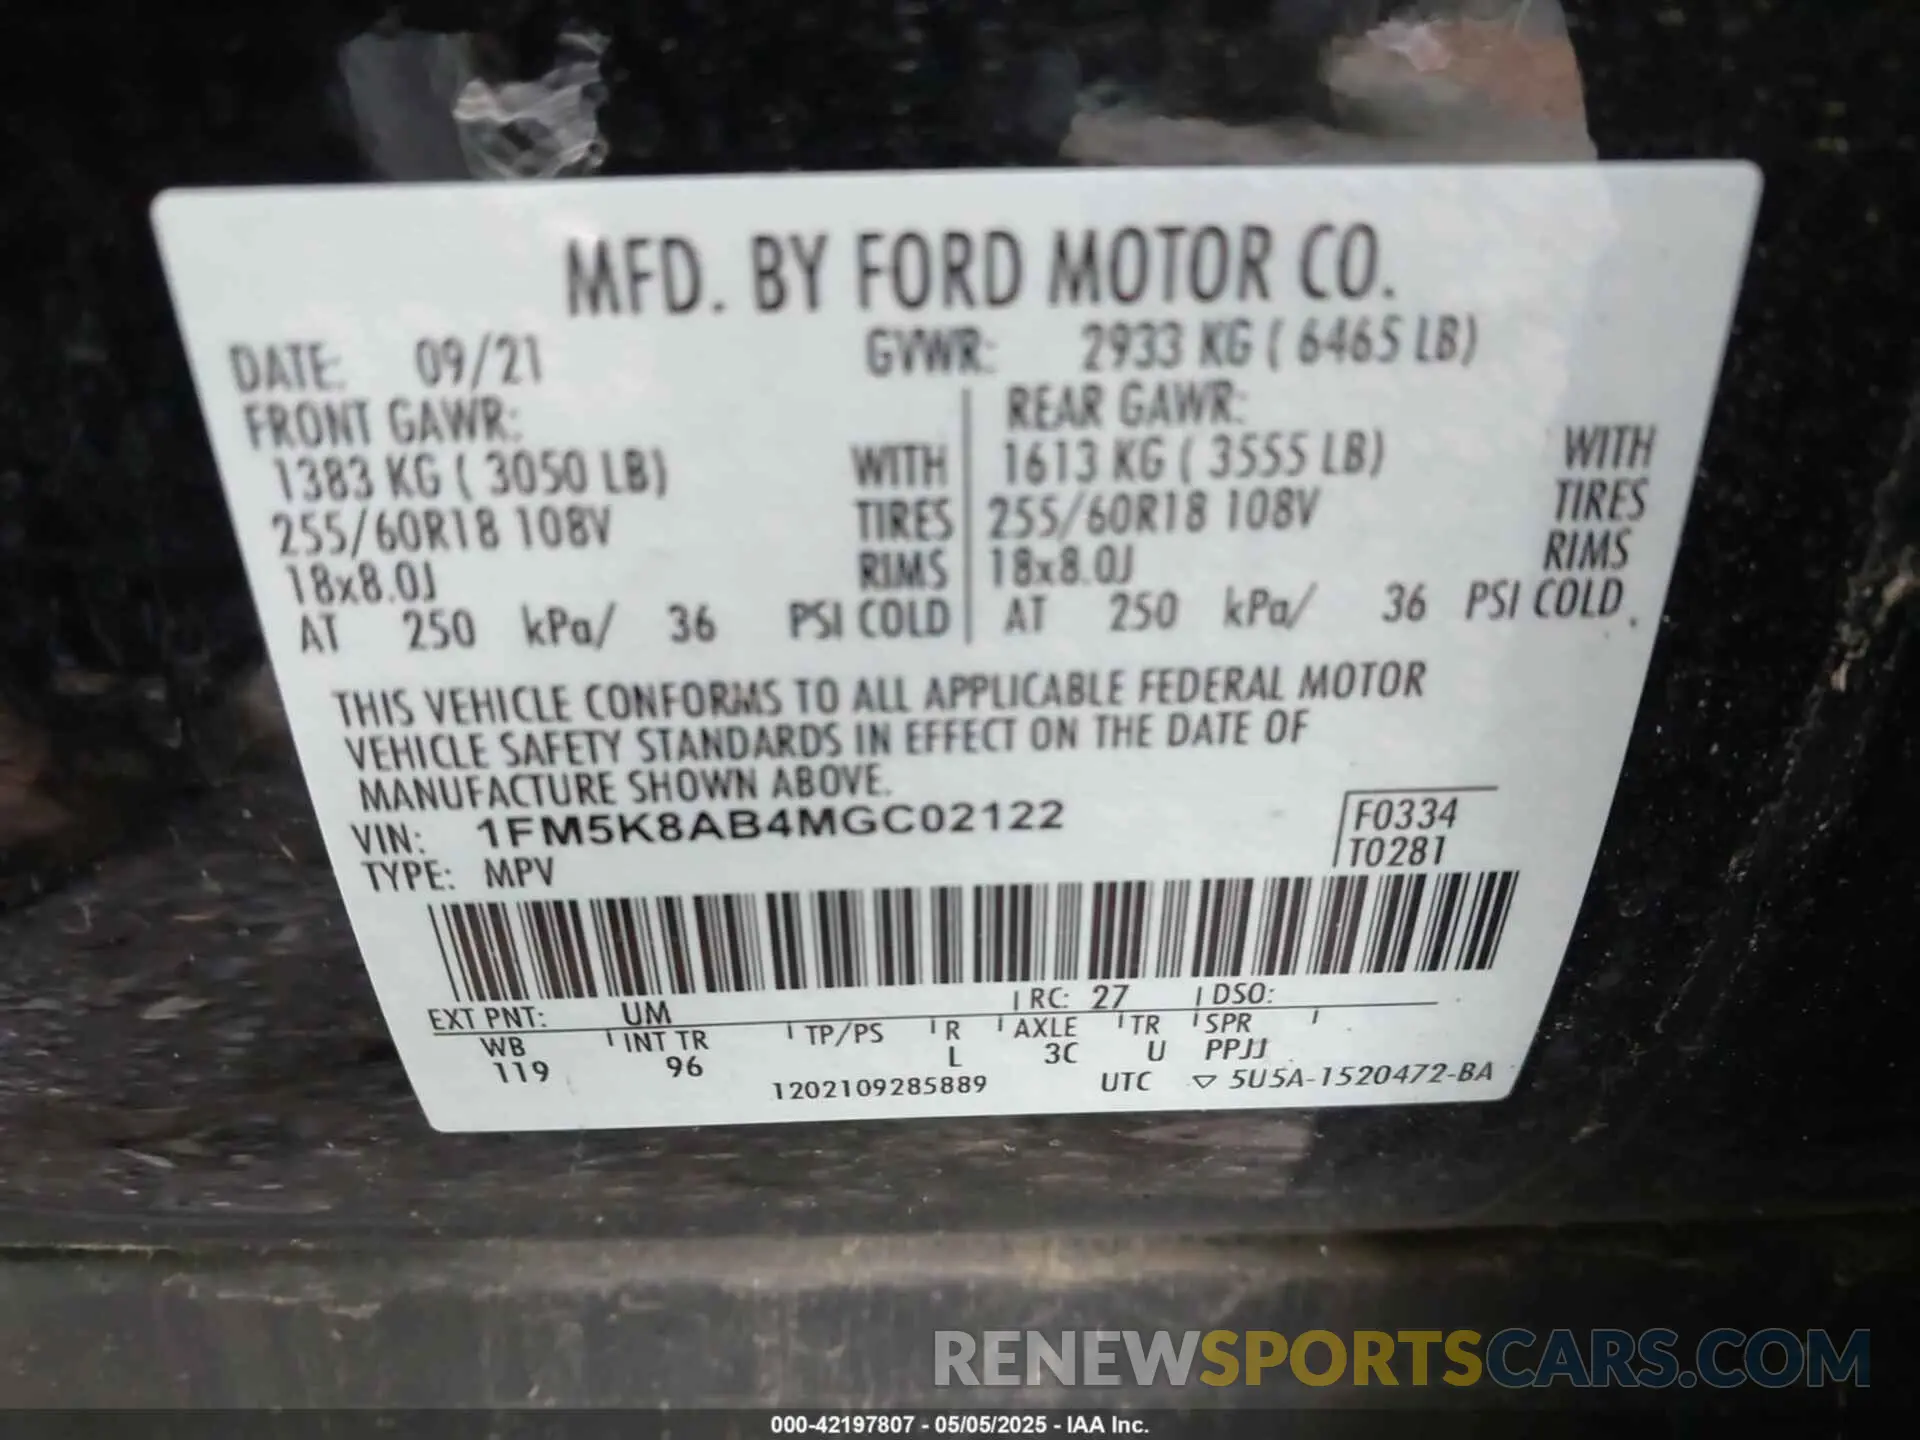 MFD. BY FORD MOTOR CO.
DATE: 09/21 GVWR: 2933 KG ( 6465 LB)
FRONT GAWR: REAR GAWR:
1383 KG ( 3050 LB) WITH 1613 KG ( 3555 LB) WITH
255/60R18 108V TIRES 255/60R18 108V TIRES
18x8.0J RIMS 18x8.0J RIMS
AT 250 kPa/ 36 PSI COLD AT 250 kPa/ 36 PSI COLD
THIS VEHICLE CONFORMS TO ALL APPLICABLE FEDERAL MOTOR
VEHICLE SAFETY STANDARDS IN EFFECT ON THE DATE OF
MANUFACTURE SHOWN ABOVE.
VIN: 1FM5K8AB4MGC02122 F0334
TYPE: MPV T0281
EXT PNT: UM RC: 27 DSO:
WB INT TR TP/PS R AXLE TR SPR
119 96 L 3C U PPJJ
1202109285889 UTC ▽ 5U5A-1520472-BA
RENEWSPORTSCARS.COM
000-42197807 - 05/05/2025 - IAA Inc.